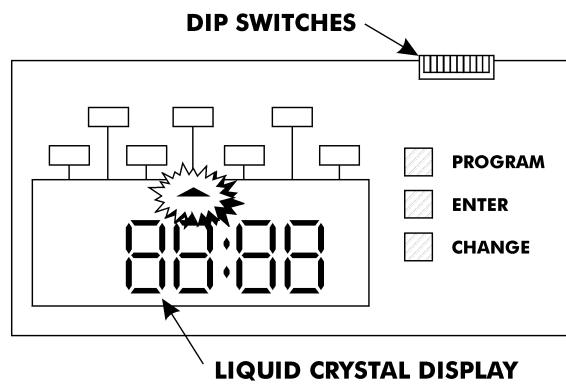 DIP SWITCHES
PROGRAM
ENTER
CHANGE
88:88
LIQUID CRYSTAL DISPLAY